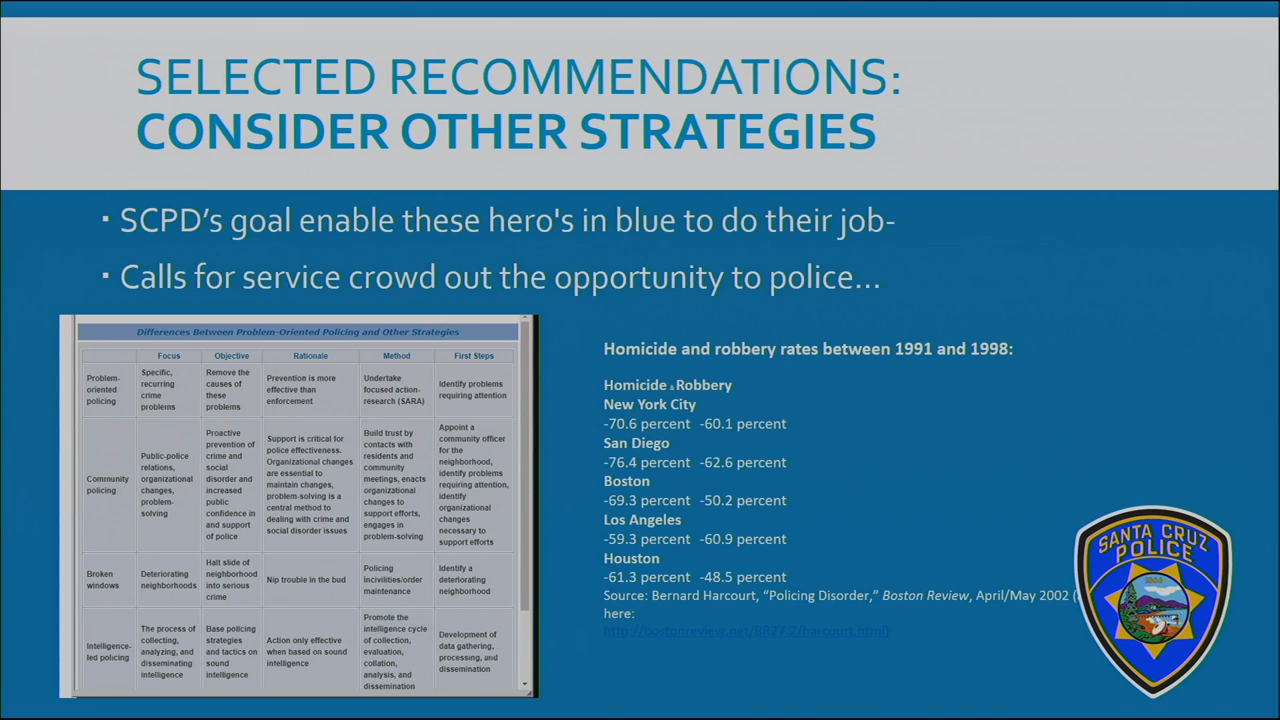 SELECTED RECOMMENDATIONS:
CONSIDER OTHER STRATEGIES
▪ SCPD’s goal enable these hero's in blue to do their job-
▪ Calls for service crowd out the opportunity to police…
Differences Between Problem-Oriented Policing and Other Strategies
Focus Objective Rationale Method First Steps
Problem-
oriented
policing
Specific,
recurring
crime
problems
Remove the
causes of
these
problems
Prevention is more
effective than
enforcement
Undertake
focused action-
research (SARA)
Identify problems
requiring attention
Community
policing
Public-police
relations,
organizational
changes,
problem-
solving
Proactive
prevention of
crime and
social
disorder and
increased
public
confidence in
and support
of police
Support is critical for
police effectiveness.
Organizational changes
are essential to
maintain changes,
problem-solving is a
central method to
dealing with crime and
social disorder issues
Build trust by
contacts with
residents and
community
meetings, enacts
organizational
changes to
support efforts,
engages in
problem-solving
Appoint a
community officer
for the
neighborhood,
identify problems
requiring attention,
identify
organizational
changes
necessary to
support efforts
Broken
windows
Deteriorating
neighborhoods
Halt slide of
neighborhood
into serious
crime
Nip trouble in the bud
Policing
incivilities/order
maintenance
Identify a
deteriorating
neighborhood
Intelligence-
led policing
The process of
collecting,
analyzing, and
disseminating
intelligence
Base policing
strategies
and tactics on
sound
intelligence
Action only effective
when based on sound
intelligence
Promote the
intelligence cycle
of collection,
evaluation,
collation,
analysis, and
dissemination
Development of
data gathering,
processing, and
dissemination
Homicide and robbery rates between 1991 and 1998:
Homicide & Robbery
New York City
-70.6 percent -60.1 percent
San Diego
-76.4 percent -62.6 percent
Boston
-69.3 percent -50.2 percent
Los Angeles
-59.3 percent -60.9 percent
Houston
-61.3 percent -48.5 percent
Source: Bernard Harcourt, “Policing Disorder,” Boston Review, April/May 2002 (
here:
http://bostonreview.net/BR27.2/harcourt.html)
SANTA CRUZ
POLICE